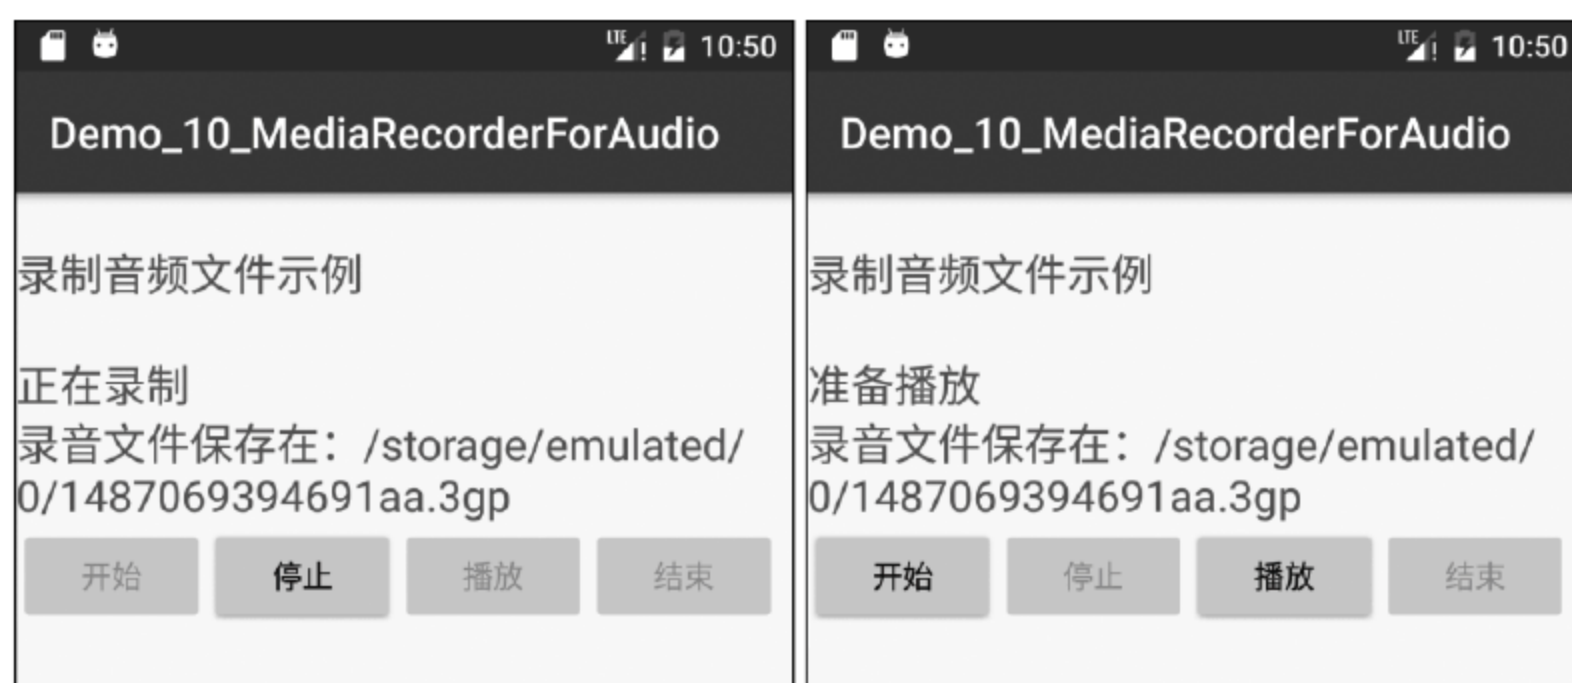 LTE 10:50
Demo_10_MediaRecorderForAudio
录制音频文件示例
正在录制
录音文件保存在：/storage/emulated/
0/1487069394691aa.3gp
开始 停止 播放 结束
LTE 10:50
Demo_10_MediaRecorderForAudio
录制音频文件示例
准备播放
录音文件保存在：/storage/emulated/
0/1487069394691aa.3gp
开始 停止 播放 结束